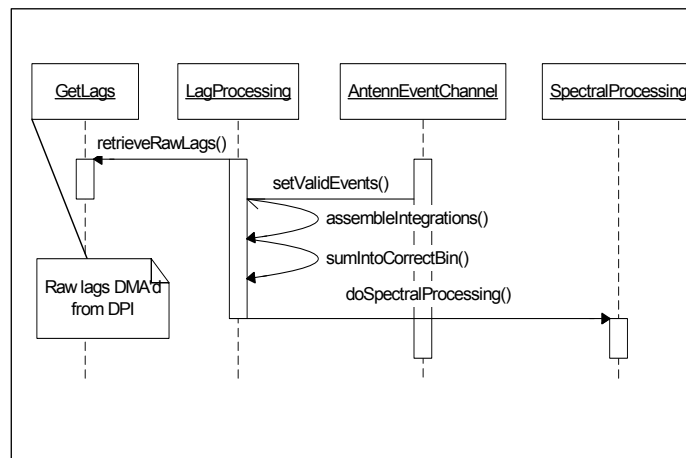 GetLags
LagProcessing
AntennEventChannel
SpectralProcessing
retrieveRawLags()
setValidEvents()
assembleIntegrations()
sumIntoCorrectBin()
doSpectralProcessing()
Raw lags DMA'd
from DPI